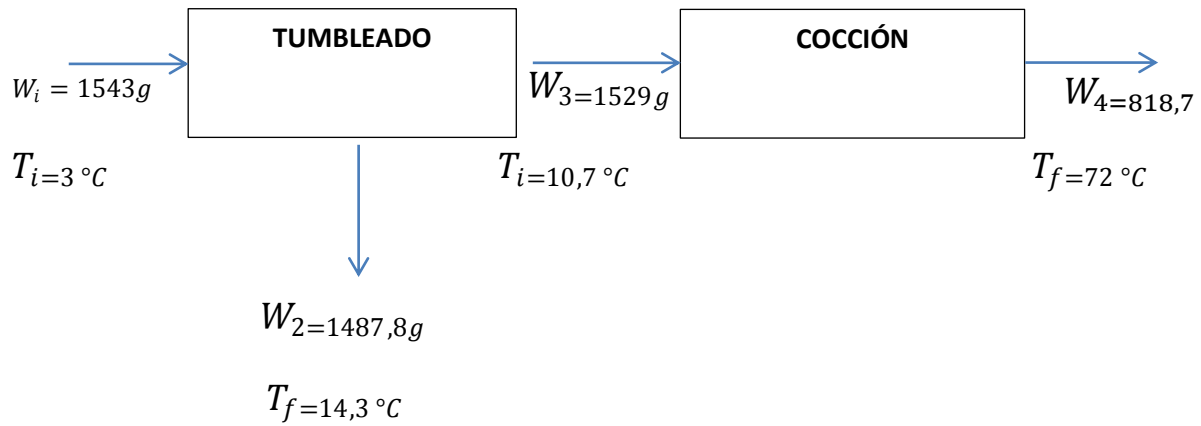 TUMBLEADO
COCCIÓN
W_i = 1543g
W_3=1529g
W_4=818,7
T_i=3 °C
T_i=10,7 °C
T_f=72 °C
W_2=1487,8g
T_f=14,3 °C